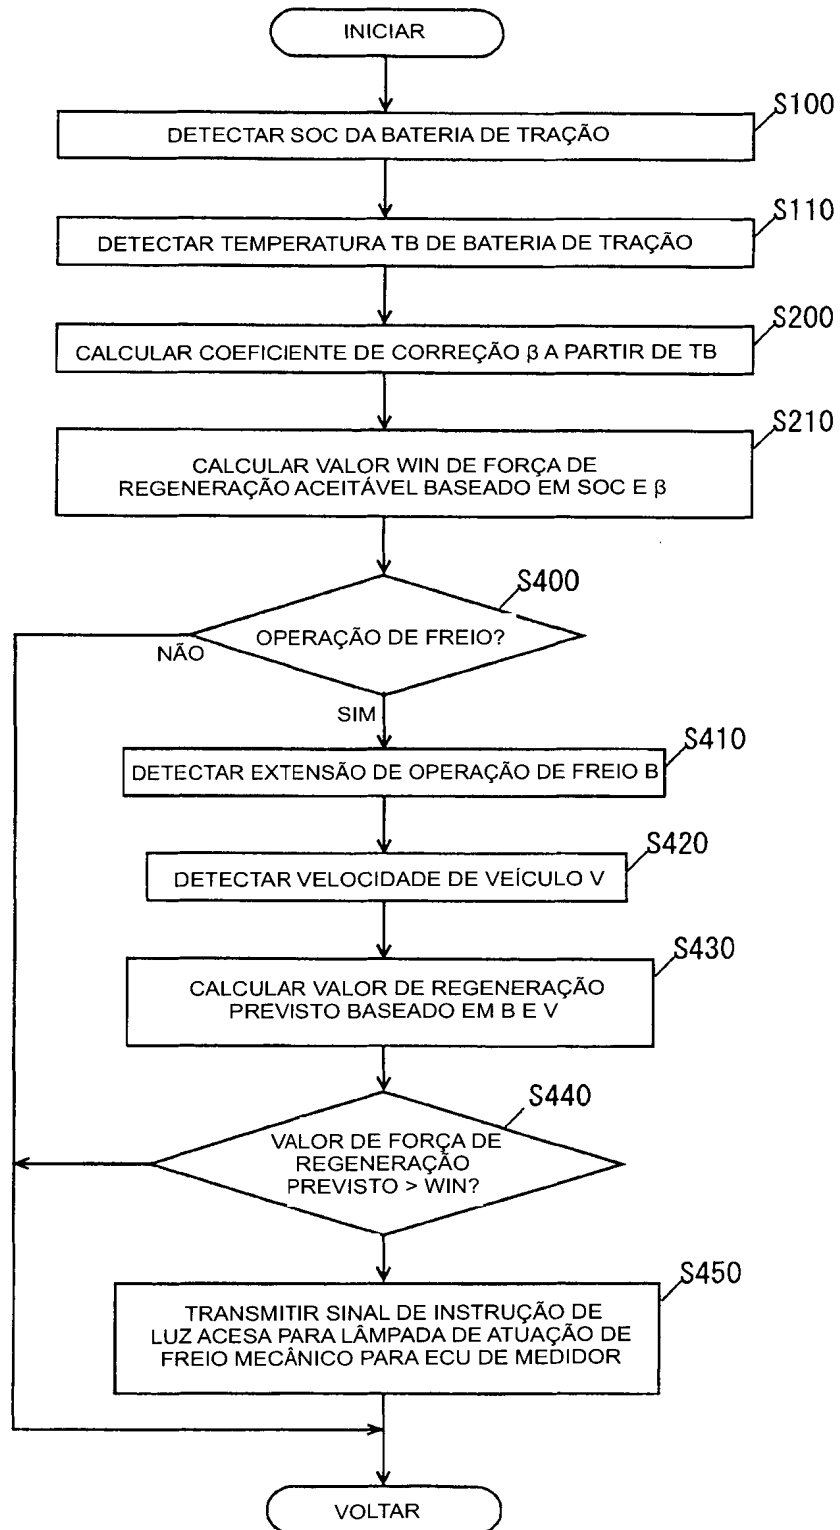 INICIAR
S100
DETECTAR SOC DA BATERIA DE TRAÇÃO
S110
DETECTAR TEMPERATURA TB DE BATERIA DE TRAÇÃO
S200
CALCULAR COEFICIENTE DE CORREÇÃO β A PARTIR DE TB
S210
CALCULAR VALOR WIN DE FORÇA DE
REGENERAÇÃO ACEITÁVEL BASEADO EM SOC E β
S400
OPERAÇÃO DE FREIO?
NÃO
SIM
S410
DETECTAR EXTENSÃO DE OPERAÇÃO DE FREIO B
S420
DETECTAR VELOCIDADE DE VEÍCULO V
S430
CALCULAR VALOR DE REGENERAÇÃO
PREVISTO BASEADO EM B E V
S440
VALOR DE FORÇA DE
REGENERAÇÃO
PREVISTO > WIN?
S450
TRANSMITIR SINAL DE INSTRUÇÃO DE
LUZ ACESA PARA LÂMPADA DE ATUAÇÃO DE
FREIO MECÂNICO PARA ECU DE MEDIDOR
VOLTAR